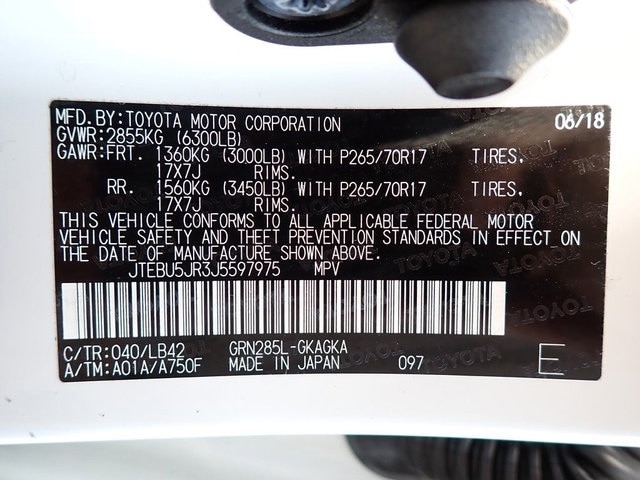 MFD.BY:TOYOTA MOTOR CORPORATION 06/18
GVWR:2855KG (6300LB)
GAWR:FRT. 1360KG (3000LB) WITH P265/70R17 TIRES,
17X7J RIMS.
RR. 1560KG (3450LB) WITH P265/70R17 TIRES,
17X7J RIMS.
THIS VEHICLE CONFORMS TO ALL APPLICABLE FEDERAL MOTOR
VEHICLE SAFETY AND THEFT PREVENTION STANDARDS IN EFFECT ON
THE DATE OF MANUFACTURE SHOWN ABOVE.
JTEBU5JR3J5597975 MPV
C/TR:040/LB42 GRN285L-GKAGKA
A/TM:A01A/A750F MADE IN JAPAN 097 E